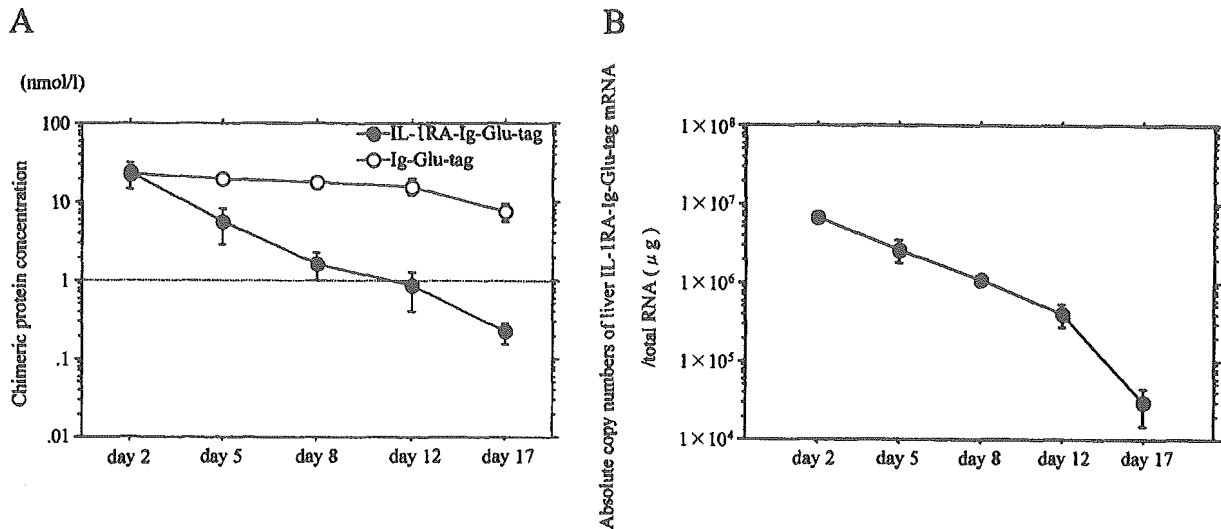 A
(nmol/l)
Chimeric protein concentration
100
10
1
.1
.01
IL-1RA-Ig-Glu-tag
Ig-Glu-tag
day 2 day 5 day 8 day 12 day 17
B
Absolute copy numbers of liver IL-1RA-Ig-Glu-tag mRNA
/total RNA (μg)
1×10⁸
1×10⁷
1×10⁶
1×10⁵
1×10⁴
day 2 day 5 day 8 day 12 day 17